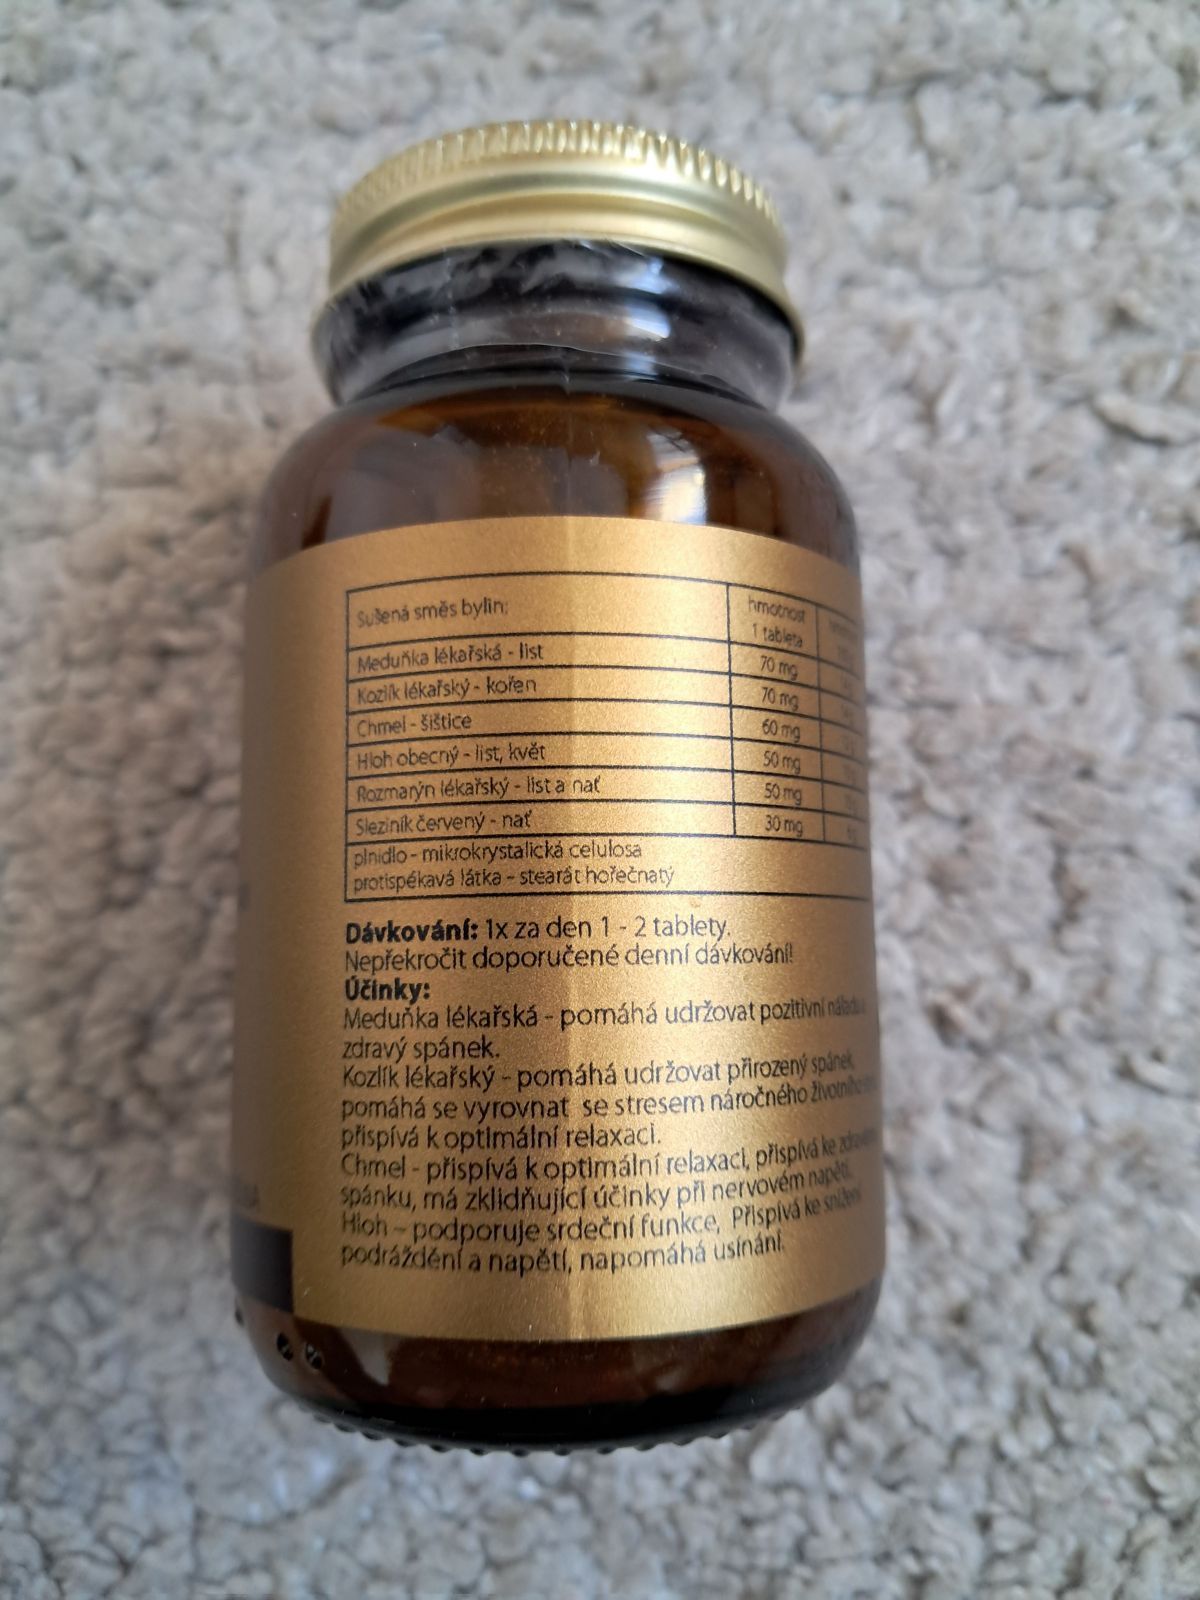 Sušená směs bylin: hmotnost
1 tableta
Meduňka lékařská - list 70 mg
Kozlík lékařský - kořen 70 mg
Chmel - šištice 60 mg
Hloh obecný - list, květ 50 mg
Rozmarýn lékařský - list a nať 50 mg
Sleziník červený - nať 30 mg
plnidlo - mikrokrystalická celulosa
protispékavá látka - stearát hořečnatý
Dávkování: 1x za den 1 - 2 tablety.
Nepřekročit doporučené denní dávkování!
Účinky:
Meduňka lékařská - pomáhá udržovat pozitivní náladu a
zdravý spánek.
Kozlík lékařský - pomáhá udržovat přirozený spánek,
pomáhá se vyrovnat se stresem náročného životního
přispívá k optimální relaxaci.
Chmel - přispívá k optimální relaxaci, přispívá ke
spánku, má zklidňující účinky při nervovém napětí.
Hloh – podporuje srdeční funkce, Přispívá ke snížení
podráždění a napětí, napomáhá usínání.